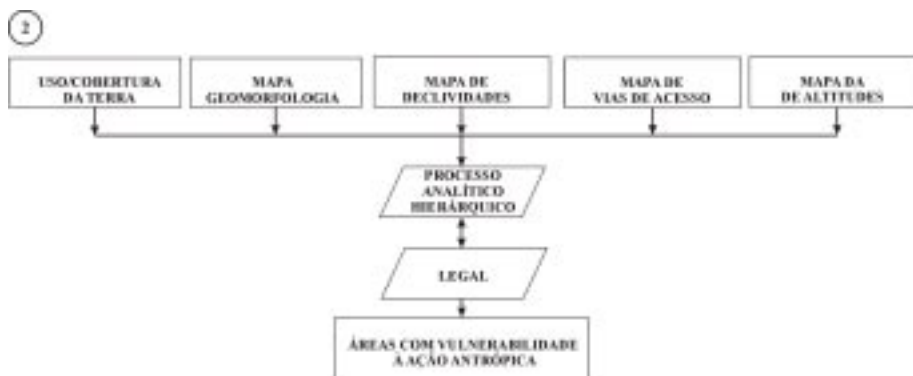 2
USO/COBERTURA
DA TERRA
MAPA
GEOMORFOLOGIA
MAPA DE
DECLIVIDADES
MAPA DE
VIAS DE ACESSO
MAPA DA
DE ALTITUDES
PROCESSO
ANALÍTICO
HIERÁRQUICO
LEGAL
ÁREAS COM VULNERABILIDADE
À AÇÃO ANTRÓPICA